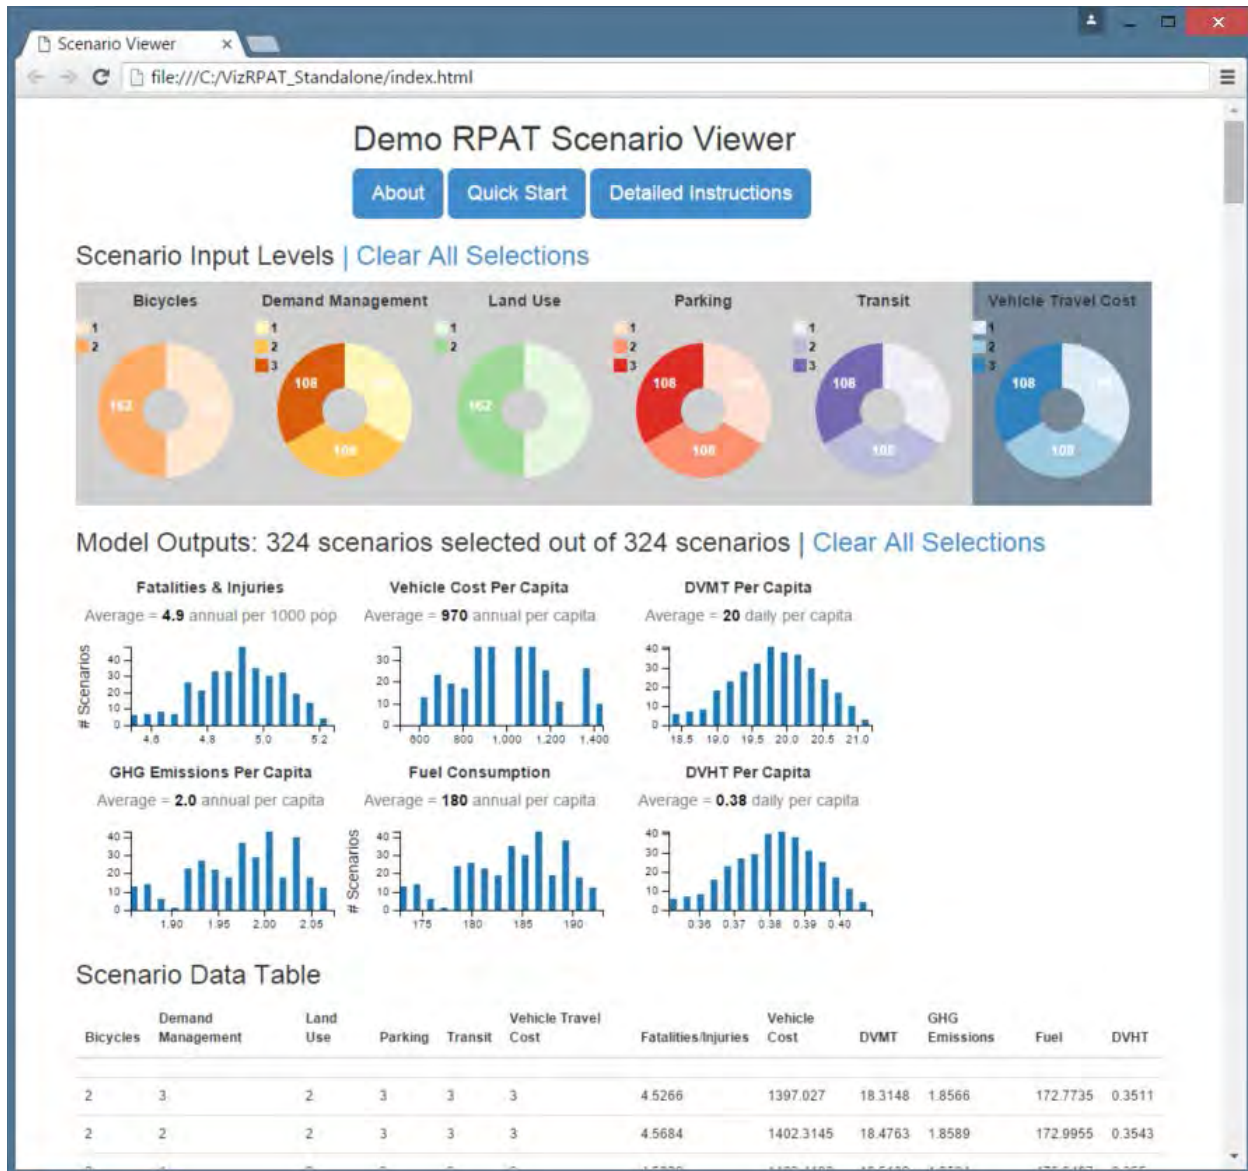 Scenario Viewer
file:///C:/VizRPAT_Standalone/index.html
Demo RPAT Scenario Viewer
About Quick Start Detailed Instructions
Scenario Input Levels | Clear All Selections
Bicycles Demand Management Land Use Parking Transit Vehicle Travel Cost
1 1 1 1 1 1
2 2 2 2 2 2
3 3 3 3
162 108 162 108 108 108
108 108 108 108
Model Outputs: 324 scenarios selected out of 324 scenarios | Clear All Selections
Fatalities & Injuries Vehicle Cost Per Capita DVMT Per Capita
Average = 4.9 annual per 1000 pop Average = 970 annual per capita Average = 20 daily per capita
# Scenarios
40 30 20 10 0
4.6 4.8 5.0 5.2
30 20 10 0
600 800 1,000 1,200 1,400
40 30 20 10 0
18.5 19.0 19.5 20.0 20.5 21.0
GHG Emissions Per Capita Fuel Consumption DVHT Per Capita
Average = 2.0 annual per capita Average = 180 annual per capita Average = 0.38 daily per capita
40 30 20 10 0
1.90 1.95 2.00 2.05
# Scenarios
40 30 20 10 0
175 180 185 190
40 30 20 10 0
0.36 0.37 0.38 0.39 0.40
Scenario Data Table
Bicycles Demand Management Land Use Parking Transit Vehicle Travel Cost Fatalities/Injuries Vehicle Cost DVMT GHG Emissions Fuel DVHT
2 3 2 3 3 3 4.5266 1397.027 18.3148 1.8566 172.7735 0.3511
2 2 2 3 3 3 4.5684 1402.3145 18.4763 1.8589 172.9955 0.3543